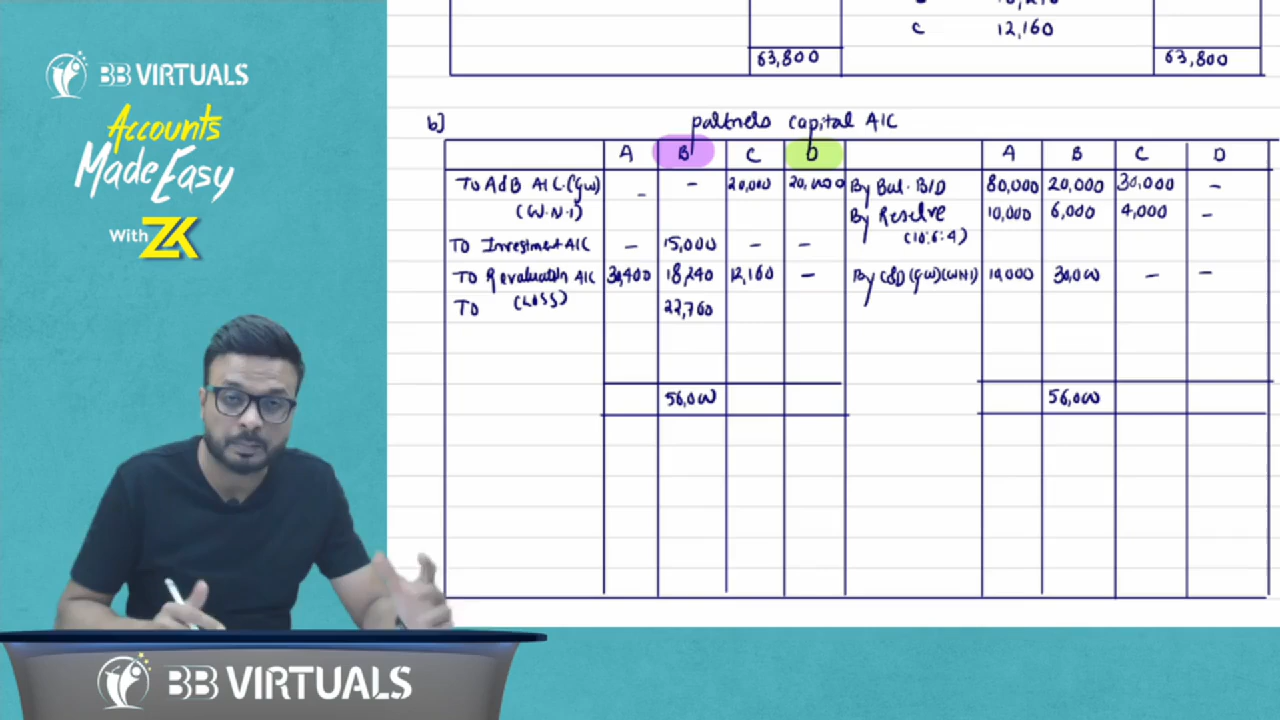 BB VIRTUALS
Accounts
Made Easy
With ZK
C 12,160
63,800 63,800
b] Partners capital A/C
A B C D A B C D
To A&B A/C (GW) - - 20,000 20,000 By Bal. B/D 80,000 20,000 30,000 -
(W.N.1) By Reserve 10,000 6,000 4,000 -
(10:6:4)
To Investment A/C - 15,000 - -
To Revaluation A/C 30,400 18,240 12,160 - By C&D (GW) (WN1) 10,000 30,000 - -
(Loss)
To 22,760
56,000 56,000
BB VIRTUALS